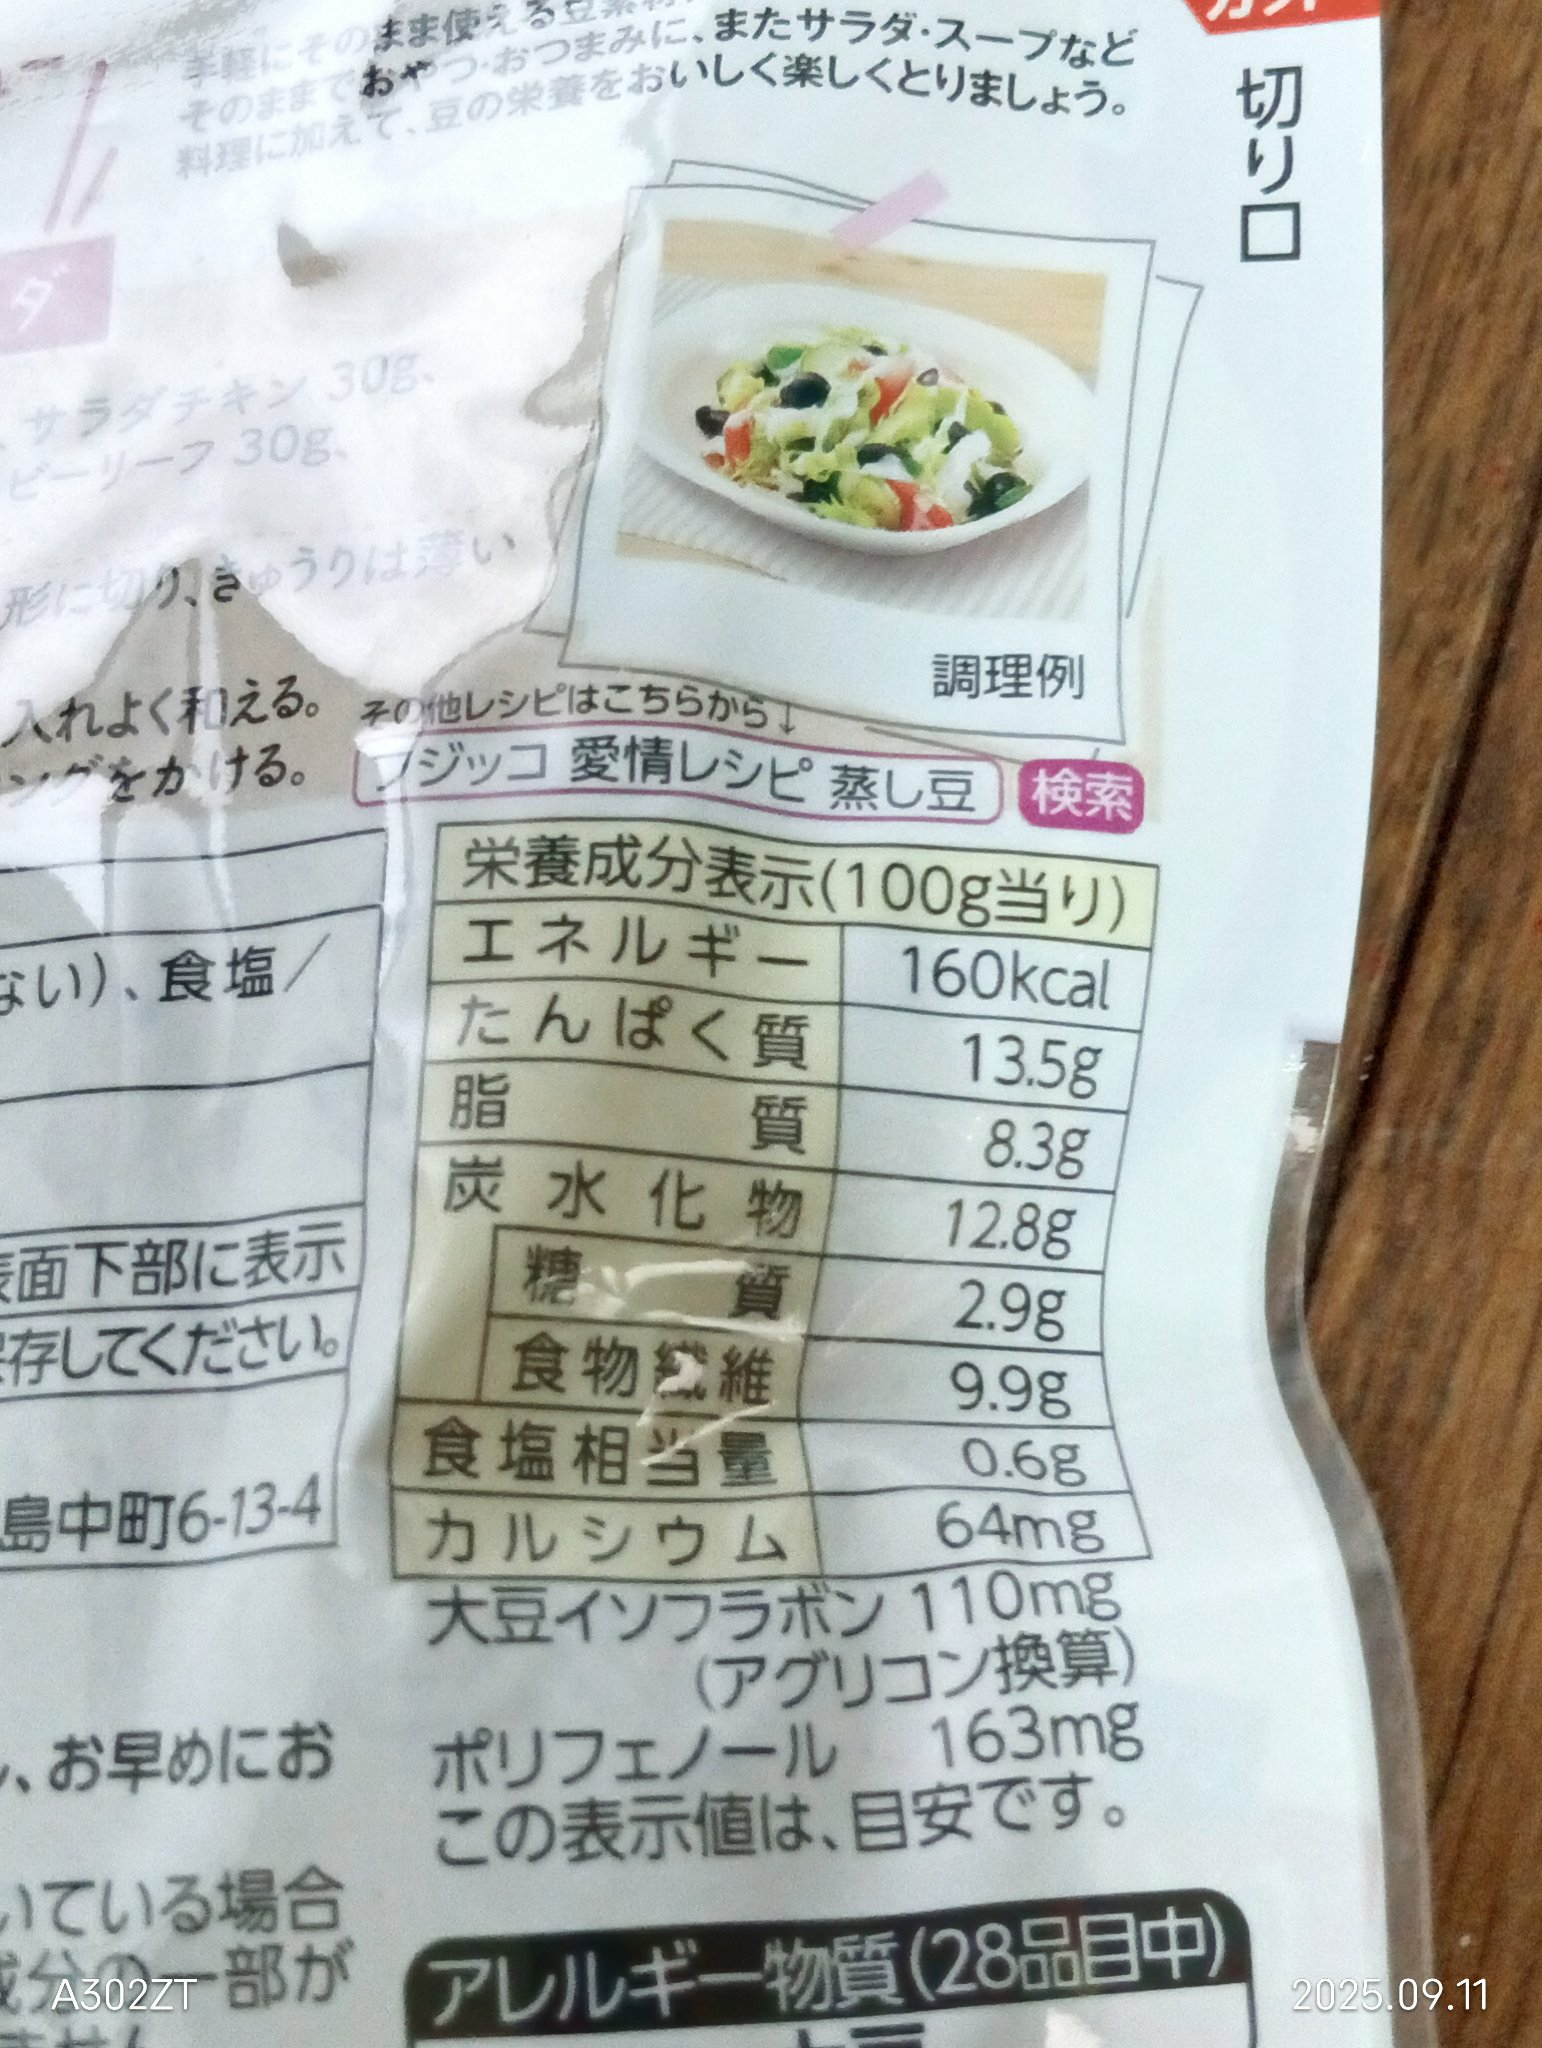 手軽にそのまま使える豆素材
そのままでおやつ・おつまみに、またサラダ・スープなど
料理に加えて、豆の栄養をおいしく楽しくとりましょう。
切り口
ダ
サラダチキン 30g、
ビーリーフ 30g、
形に切り、きゅうりは薄い
入れよく和える。
ングをかける。
調理例
その他レシピはこちらから↓
フジッコ 愛情レシピ 蒸し豆 検索
栄養成分表示(100g当り)
エネルギー 160kcal
たんぱく質 13.5g
脂質 8.3g
炭水化物 12.8g
糖質 2.9g
食物繊維 9.9g
食塩相当量 0.6g
カルシウム 64mg
大豆イソフラボン 110mg
(アグリコン換算)
ポリフェノール 163mg
この表示値は、目安です。
ない)、食塩/
面下部に表示
存してください。
島中町6-13-4
、お早めにお
いている場合
成分の一部が
アレルギー物質(28品目中)
A302ZT
2025.09.11